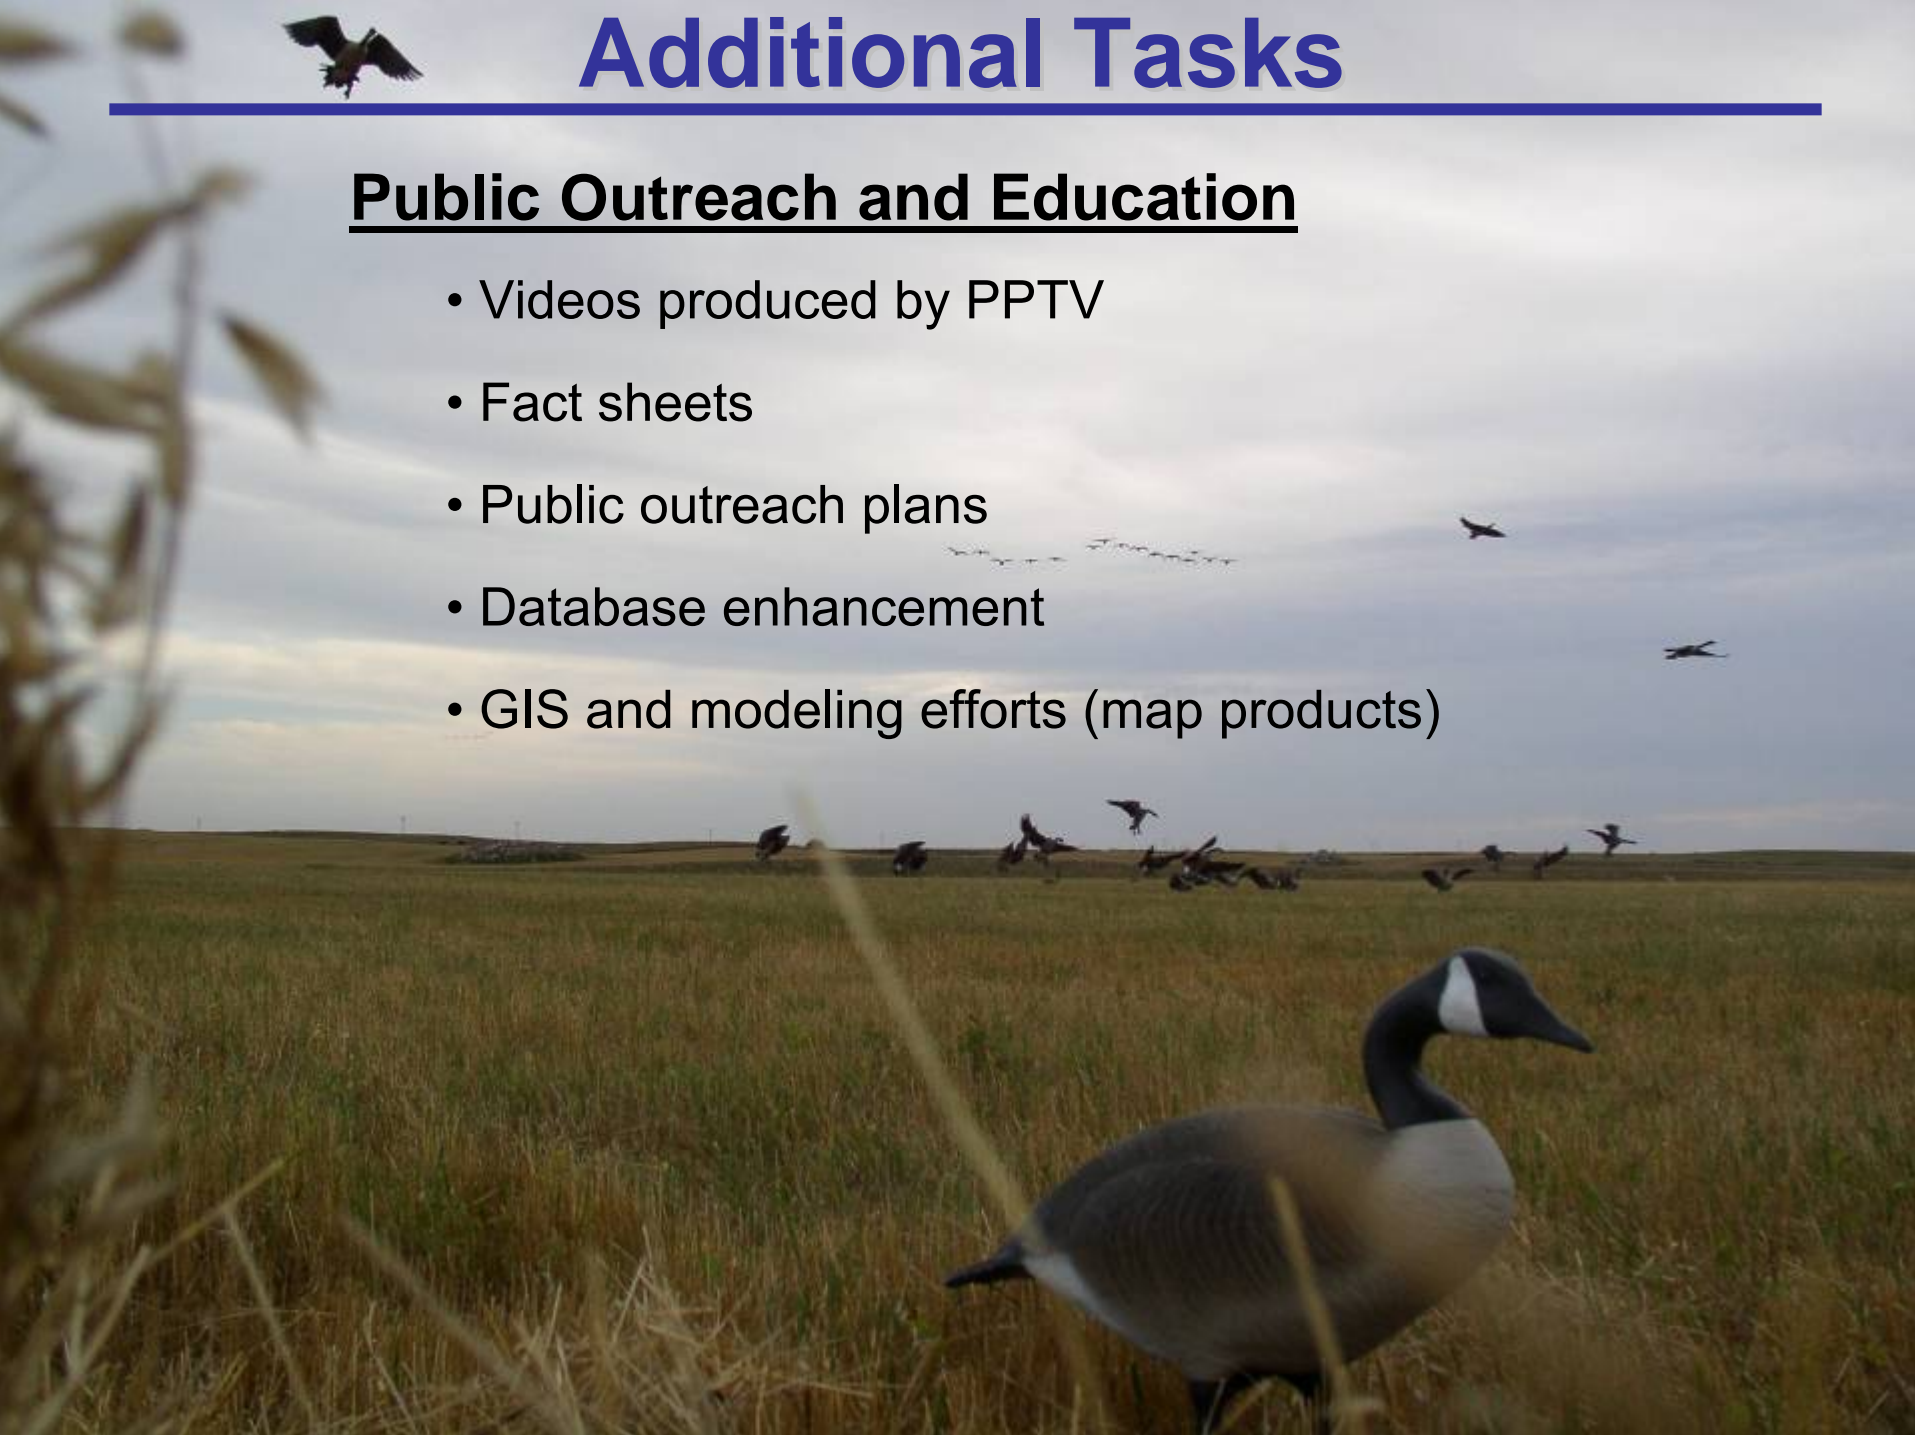 Additional Tasks
Public Outreach and Education
• Videos produced by PPTV
• Fact sheets
• Public outreach plans
• Database enhancement
• GIS and modeling efforts (map products)